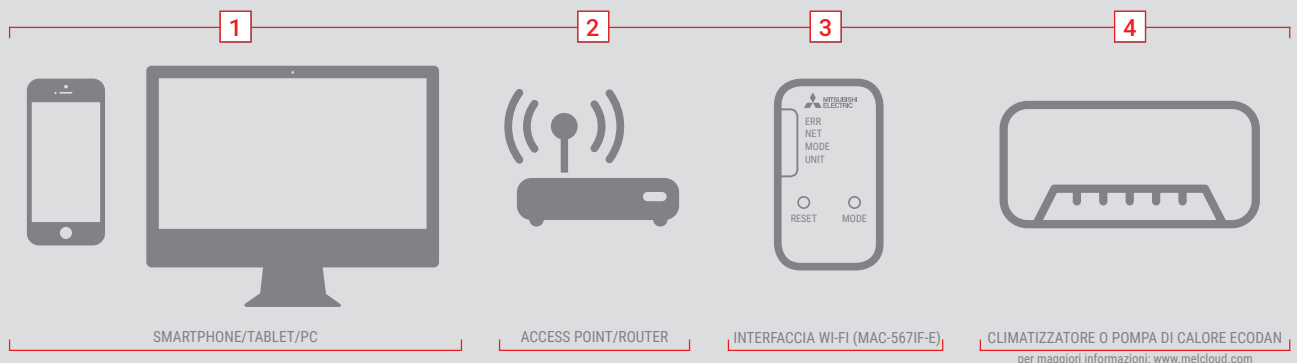 1
2
3
4
MITSUBISHI
ELECTRIC
ERR
NET
MODE
UNIT
RESET
MODE
SMARTPHONE/TABLET/PC
ACCESS POINT/ROUTER
INTERFACCIA WI-FI (MAC-567IF-E)
CLIMATIZZATORE O POMPA DI CALORE ECODAN
per maggiori informazioni: www.melcloud.com